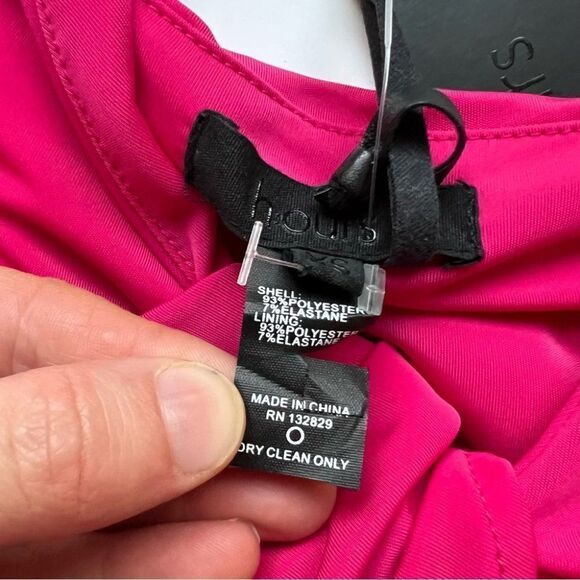 h:ours
XS
SHELL:
93%POLYESTER
7%ELASTANE
LINING:
93%POLYESTER
7%ELASTANE
MADE IN CHINA
RN 132829
DRY CLEAN ONLY